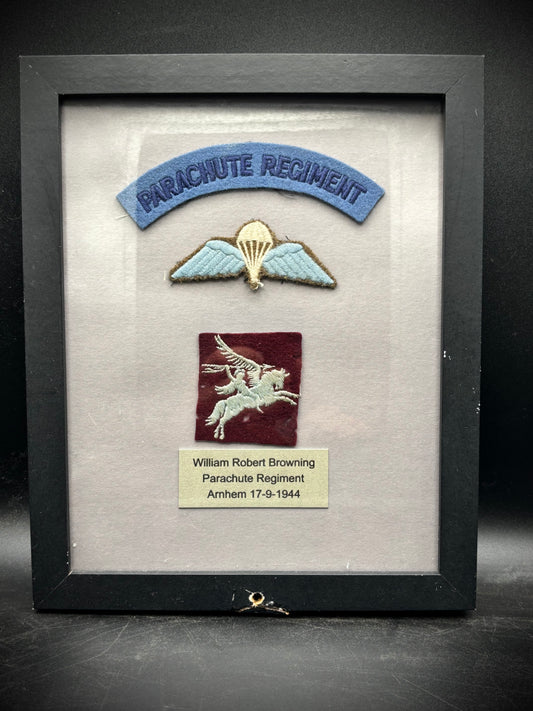 PARACHUTE REGIMENT
William Robert Browning
Parachute Regiment
Arnhem 17-9-1944